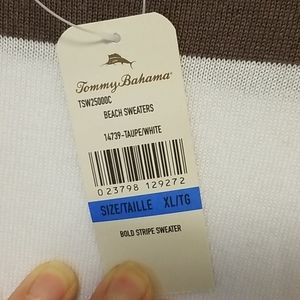 Tommy Bahama
TSW25000C
BEACH SWEATERS
14739-TAUPE/WHITE
0 23798 129272
SIZE/TAILLE XL/TG
BOLD STRIPE SWEATER